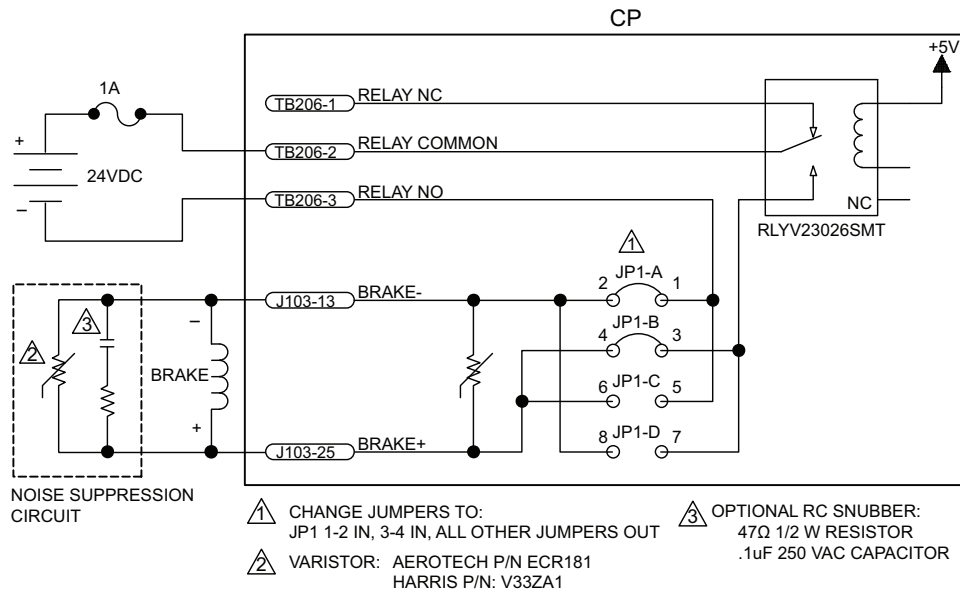 CP
+5V
1A
TB206-1 RELAY NC
TB206-2 RELAY COMMON
+
24VDC
−
TB206-3 RELAY NO
NC
RLYV23026SMT
1
J103-13 BRAKE-
2 JP1-A 1
3
−
4 JP1-B 3
2
BRAKE
6 JP1-C 5
+
J103-25 BRAKE+
8 JP1-D 7
NOISE SUPPRESSION
CIRCUIT
1 CHANGE JUMPERS TO:
JP1 1-2 IN, 3-4 IN, ALL OTHER JUMPERS OUT
2 VARISTOR: AEROTECH P/N ECR181
HARRIS P/N: V33ZA1
3 OPTIONAL RC SNUBBER:
47Ω 1/2 W RESISTOR
.1uF 250 VAC CAPACITOR